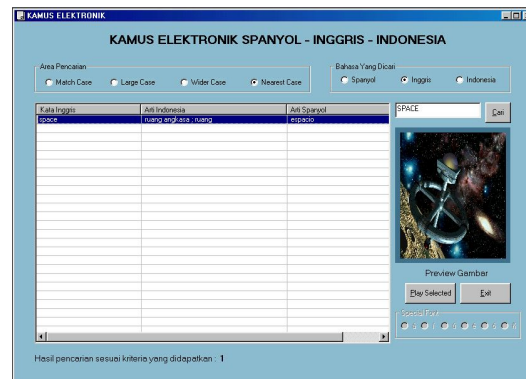 KAMUS ELEKTRONIK
KAMUS ELEKTRONIK SPANYOL - INGGRIS - INDONESIA
Area Pencarian
Match Case Large Case Wider Case Nearest Case
Bahasa Yang Dicari
Spanyol Inggris Indonesia
Kata Inggris Arti Indonesia Arti Spanyol
space ruang angkasa ; ruang espacio
SPACE
Cari
Preview Gambar
Play Selected Exit
Special Font
Hasil pencarian sesuai kriteria yang didapatkan : 1